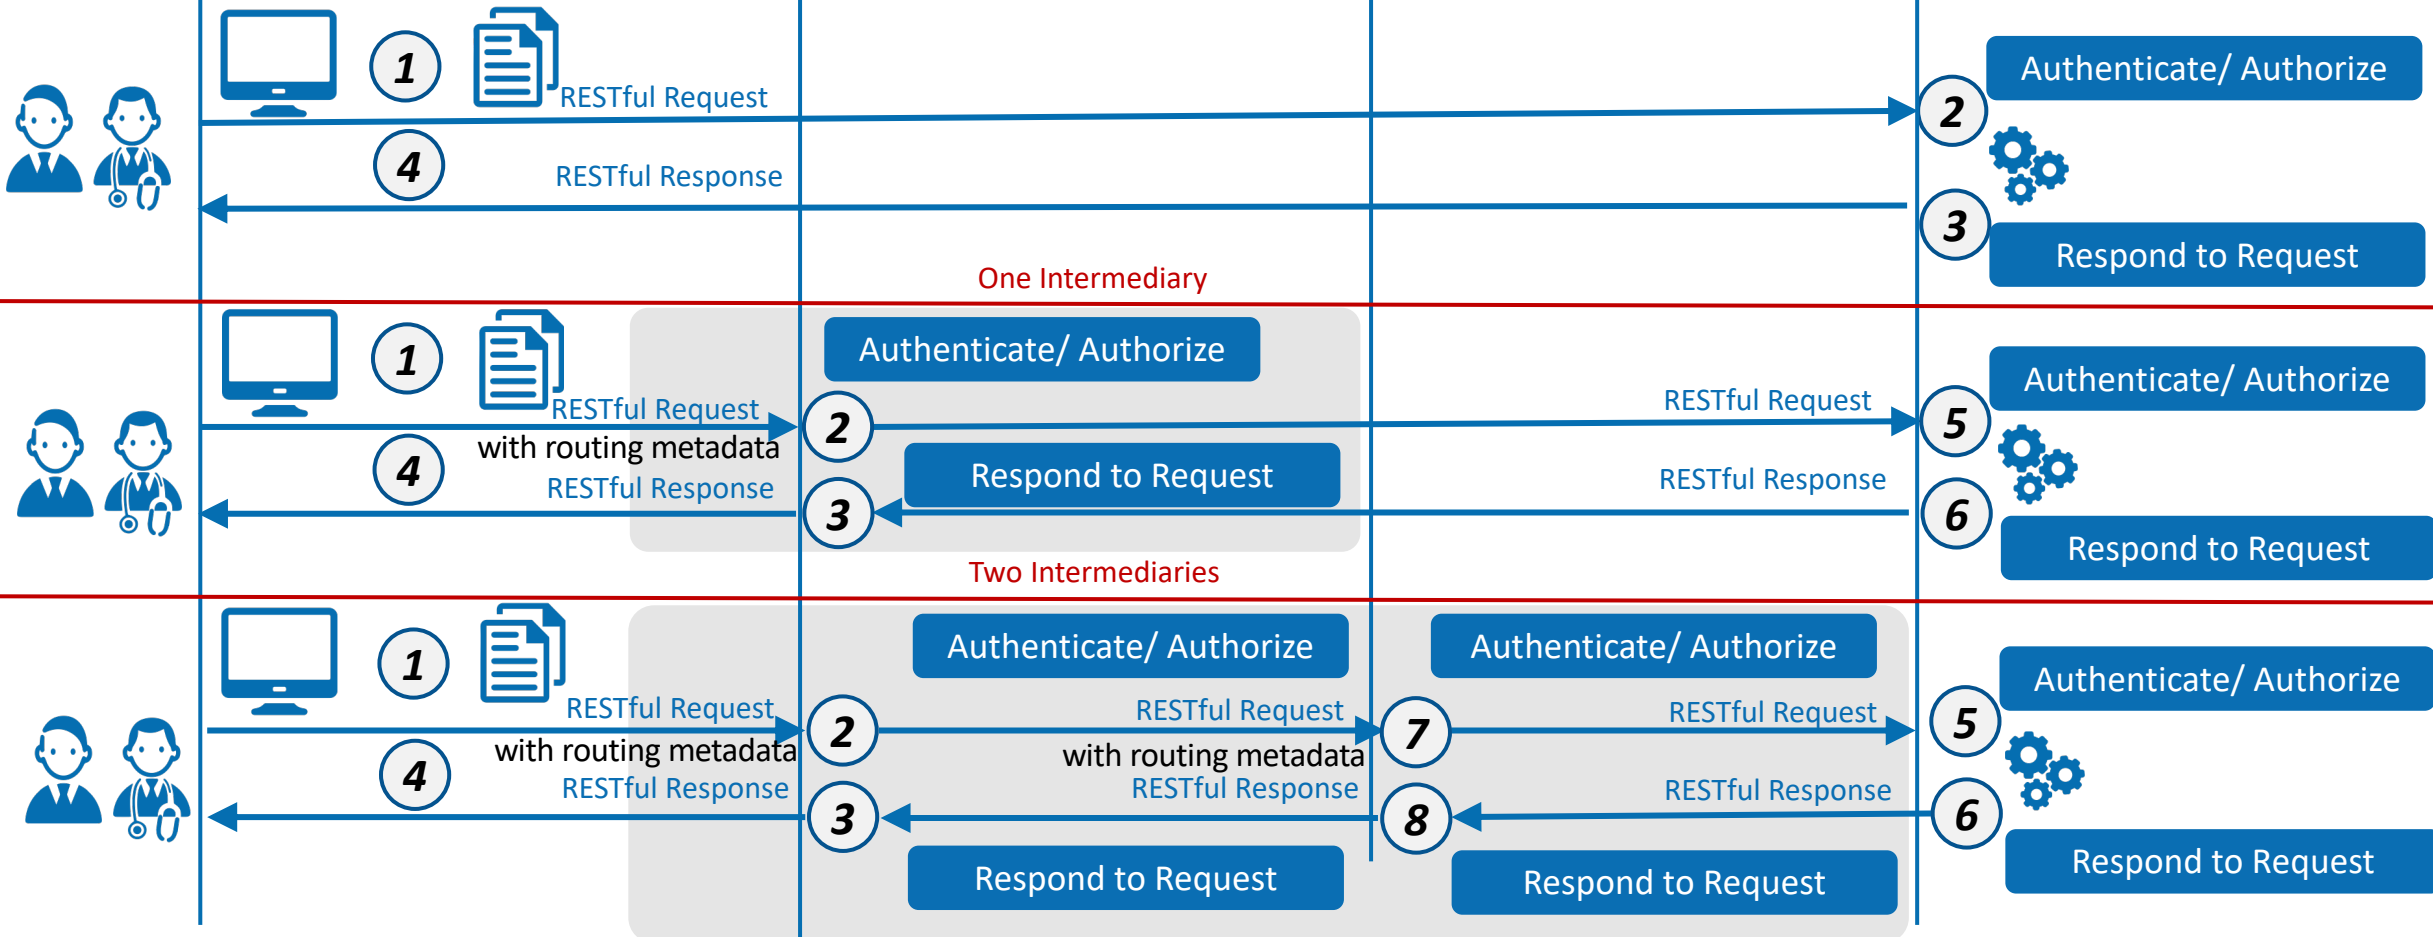 1
RESTful Request
Authenticate/ Authorize
2
4
RESTful Response
3
Respond to Request
One Intermediary
1
Authenticate/ Authorize
Authenticate/ Authorize
RESTful Request
with routing metadata
2
RESTful Request
5
4
RESTful Response
Respond to Request
3
RESTful Response
6
Respond to Request
Two Intermediaries
1
Authenticate/ Authorize
Authenticate/ Authorize
Authenticate/ Authorize
RESTful Request
with routing metadata
2
RESTful Request
with routing metadata
7
RESTful Request
5
4
RESTful Response
3
RESTful Response
8
RESTful Response
6
Respond to Request
Respond to Request
Respond to Request